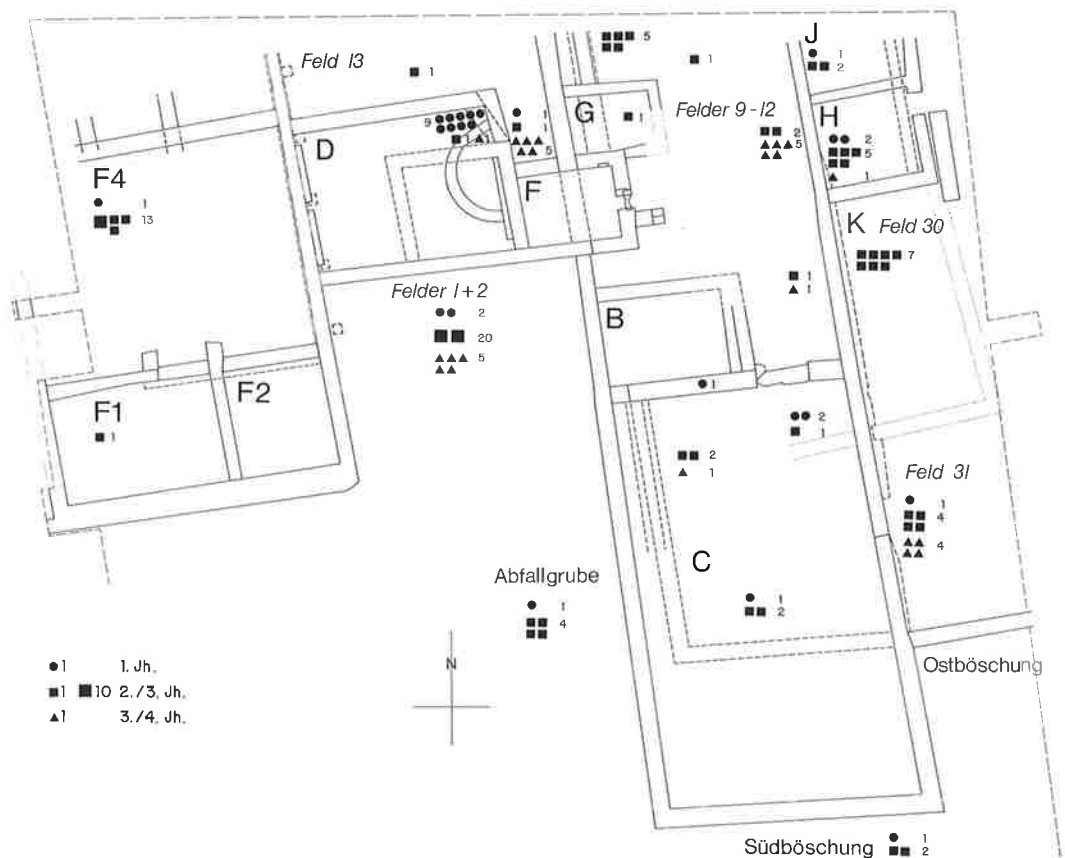 Feld 13
1
5
1
J
1
2
G
1
Felder 9-12
2
5
H
2
5
1
D
9
1
1
1
5
F
F4
1
13
K Feld 30
7
Felder 1+2
2
20
5
1
1
B
1
F1
F2
1
2
1
2
1
Feld 31
1
4
4
C
1
2
Abfallgrube
1
4
N
Ostböschung
1 1. Jh.
1 10 2./3. Jh.
1 3./4. Jh.
Südböschung
1
2